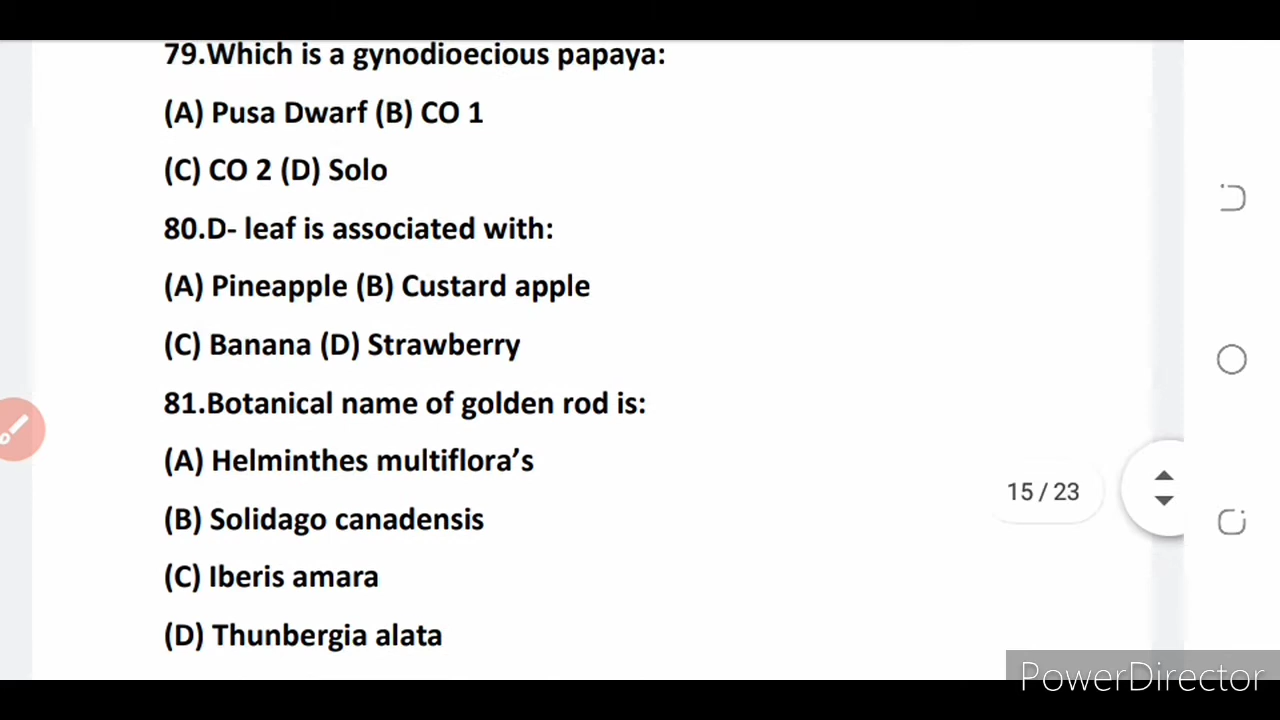 79.Which is a gynodioecious papaya:
(A) Pusa Dwarf (B) CO 1
(C) CO 2 (D) Solo
80.D- leaf is associated with:
(A) Pineapple (B) Custard apple
(C) Banana (D) Strawberry
81.Botanical name of golden rod is:
(A) Helminthes multiflora’s
(B) Solidago canadensis
(C) Iberis amara
(D) Thunbergia alata
15 / 23
PowerDirector